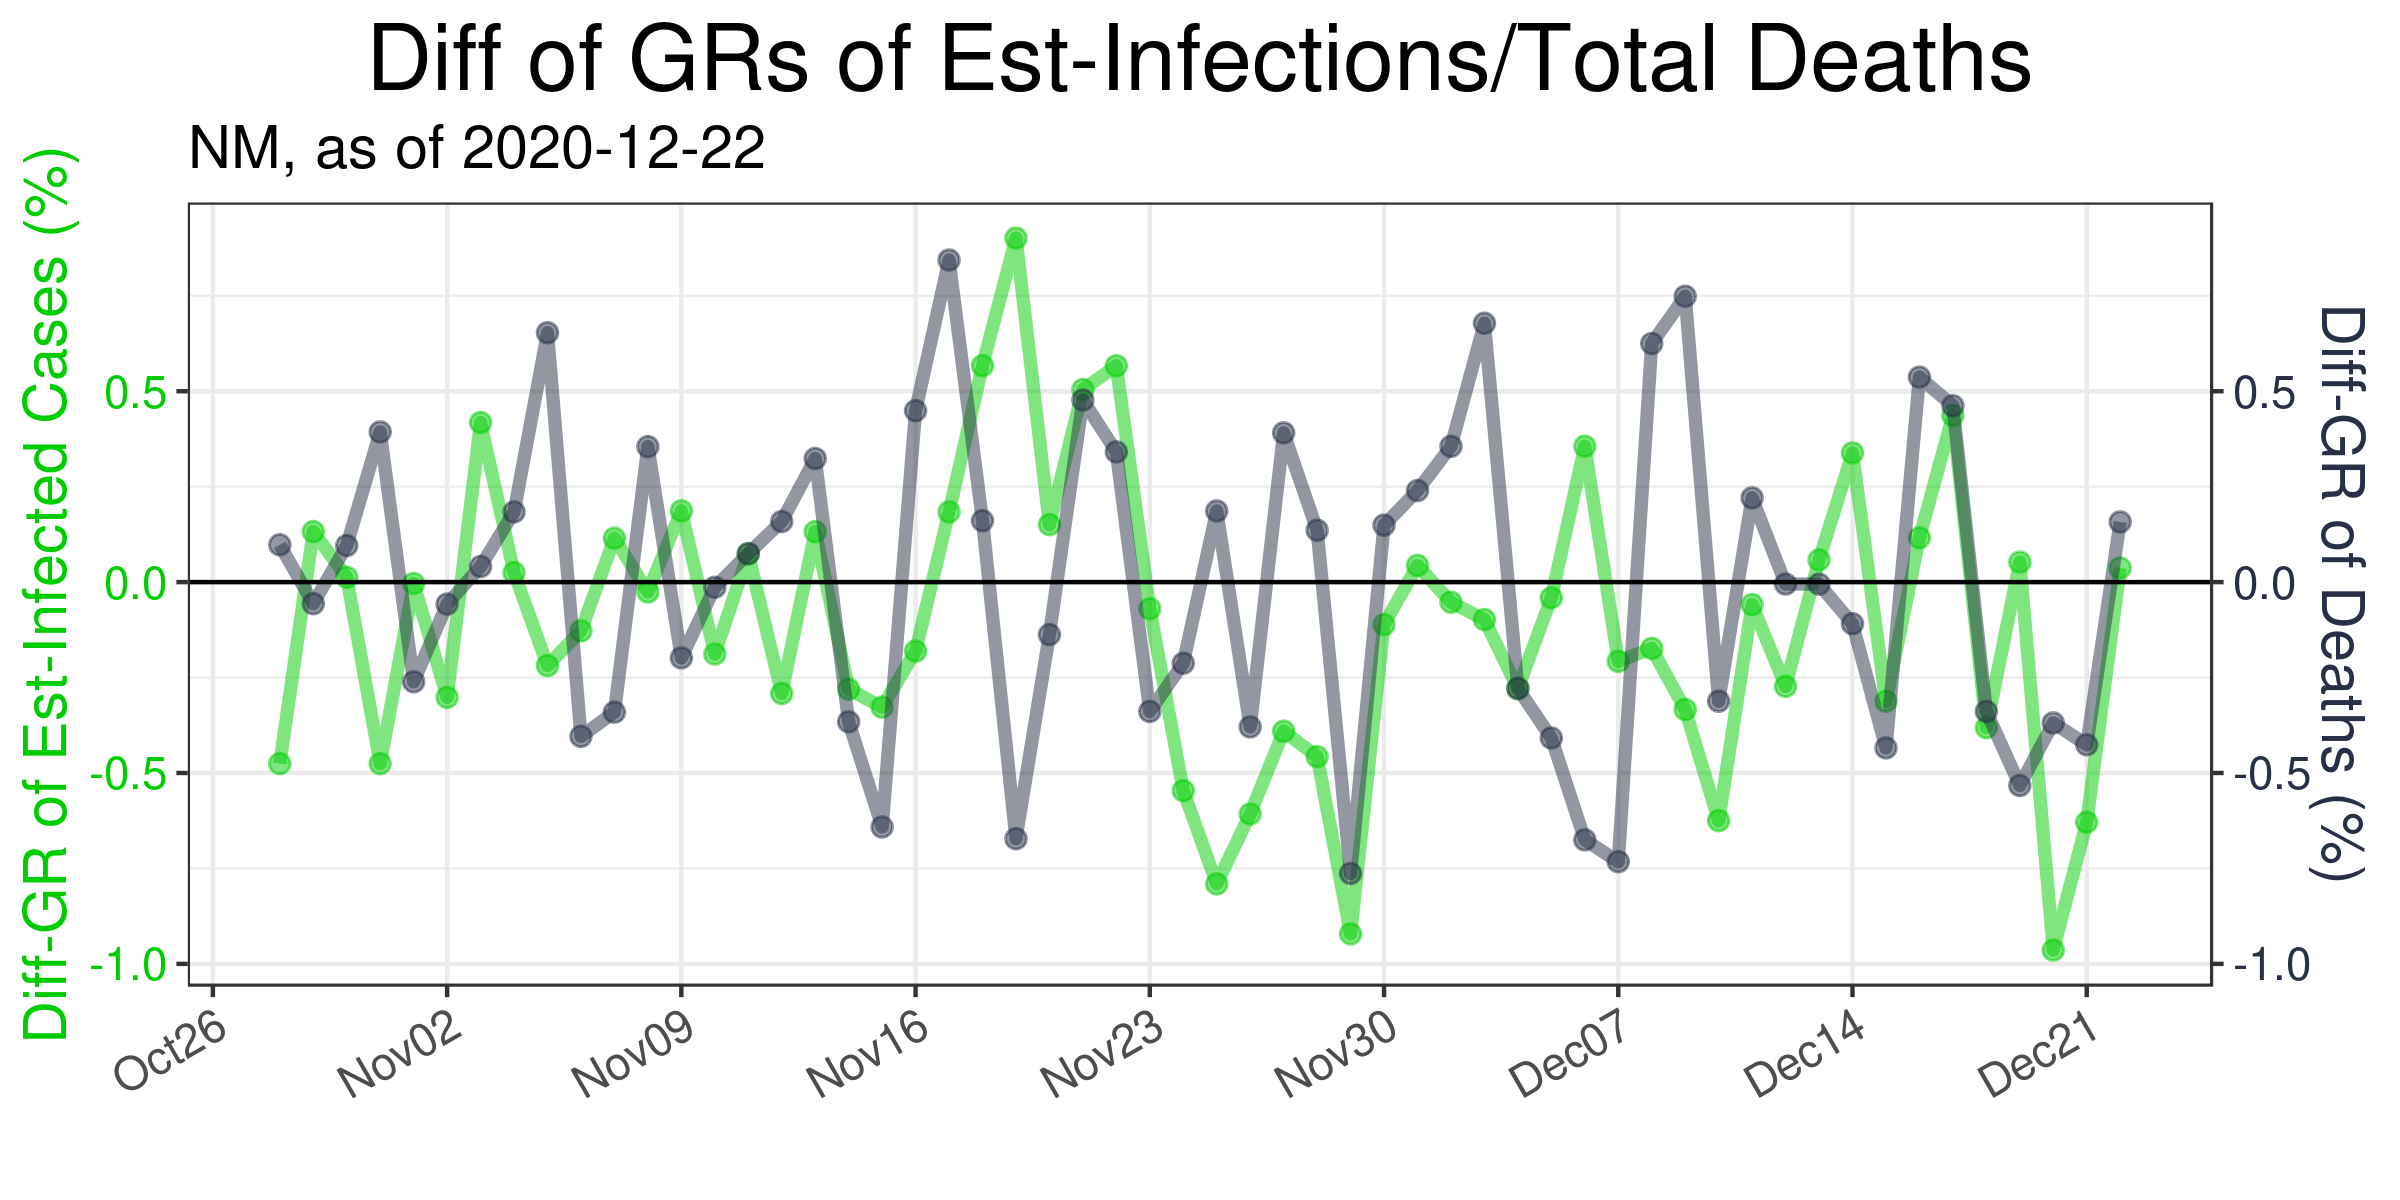 Diff of GRs of Est-Infections/Total Deaths
NM, as of 2020-12-22
Diff-GR of Est-Infected Cases (%)
0.5
0.0
-0.5
-1.0
0.5
0.0
-0.5
-1.0
Diff-GR of Deaths (%)
Oct26
Nov02
Nov09
Nov16
Nov23
Nov30
Dec07
Dec14
Dec21